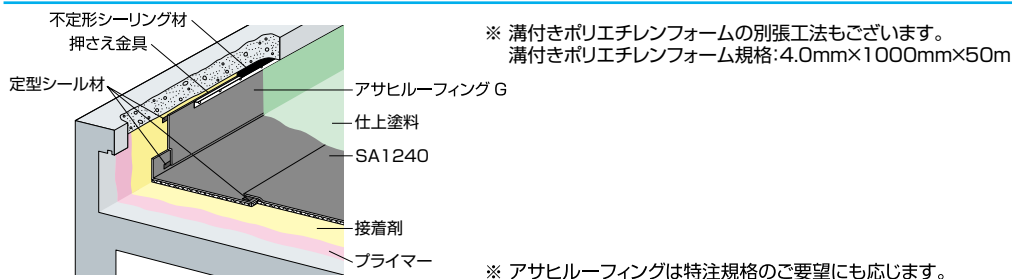 不定形シーリング材
押さえ金具
定型シール材
アサヒルーフィング G
仕上塗料
SA1240
接着剤
プライマー
※ 溝付きポリエチレンフォームの別張工法もございます。
溝付きポリエチレンフォーム規格：4.0mm×1000mm×50m
※ アサヒルーフィングは特注規格のご要望にも応じます。